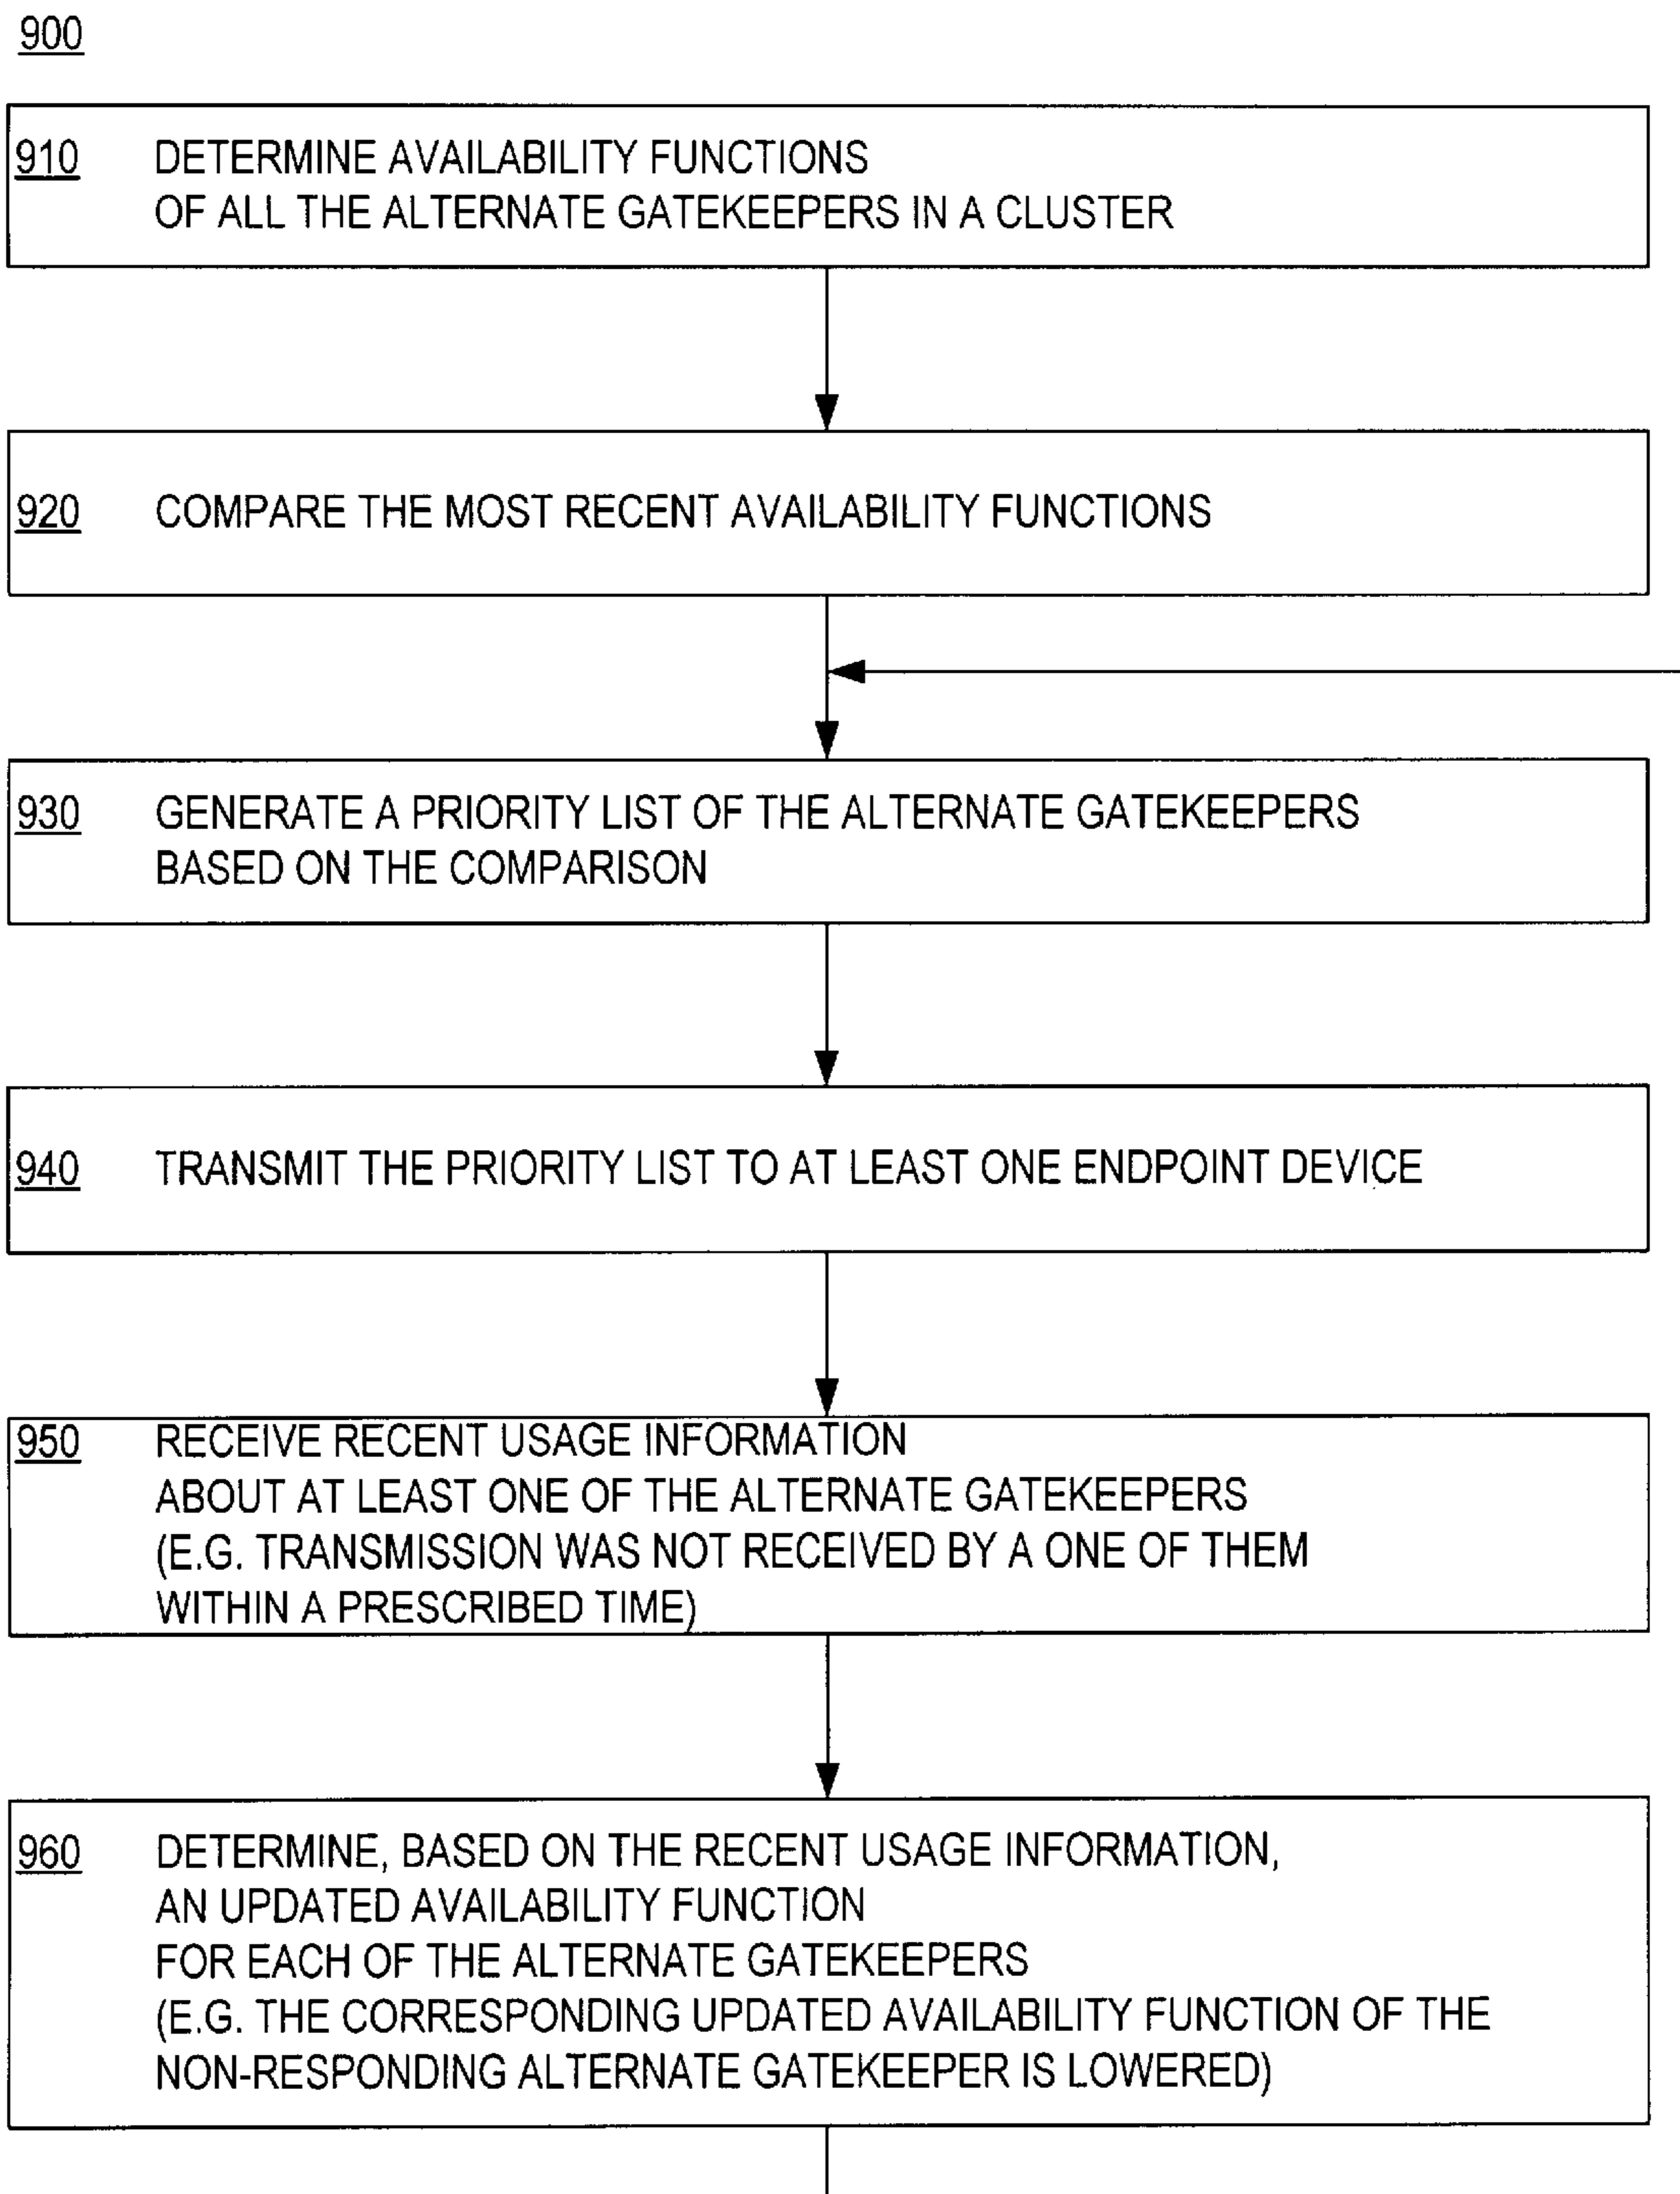 900
910 DETERMINE AVAILABILITY FUNCTIONS
OF ALL THE ALTERNATE GATEKEEPERS IN A CLUSTER
920 COMPARE THE MOST RECENT AVAILABILITY FUNCTIONS
930 GENERATE A PRIORITY LIST OF THE ALTERNATE GATEKEEPERS
BASED ON THE COMPARISON
940 TRANSMIT THE PRIORITY LIST TO AT LEAST ONE ENDPOINT DEVICE
950 RECEIVE RECENT USAGE INFORMATION
ABOUT AT LEAST ONE OF THE ALTERNATE GATEKEEPERS
(E.G. TRANSMISSION WAS NOT RECEIVED BY A ONE OF THEM
WITHIN A PRESCRIBED TIME)
960 DETERMINE, BASED ON THE RECENT USAGE INFORMATION,
AN UPDATED AVAILABILITY FUNCTION
FOR EACH OF THE ALTERNATE GATEKEEPERS
(E.G. THE CORRESPONDING UPDATED AVAILABILITY FUNCTION OF THE
NON-RESPONDING ALTERNATE GATEKEEPER IS LOWERED)